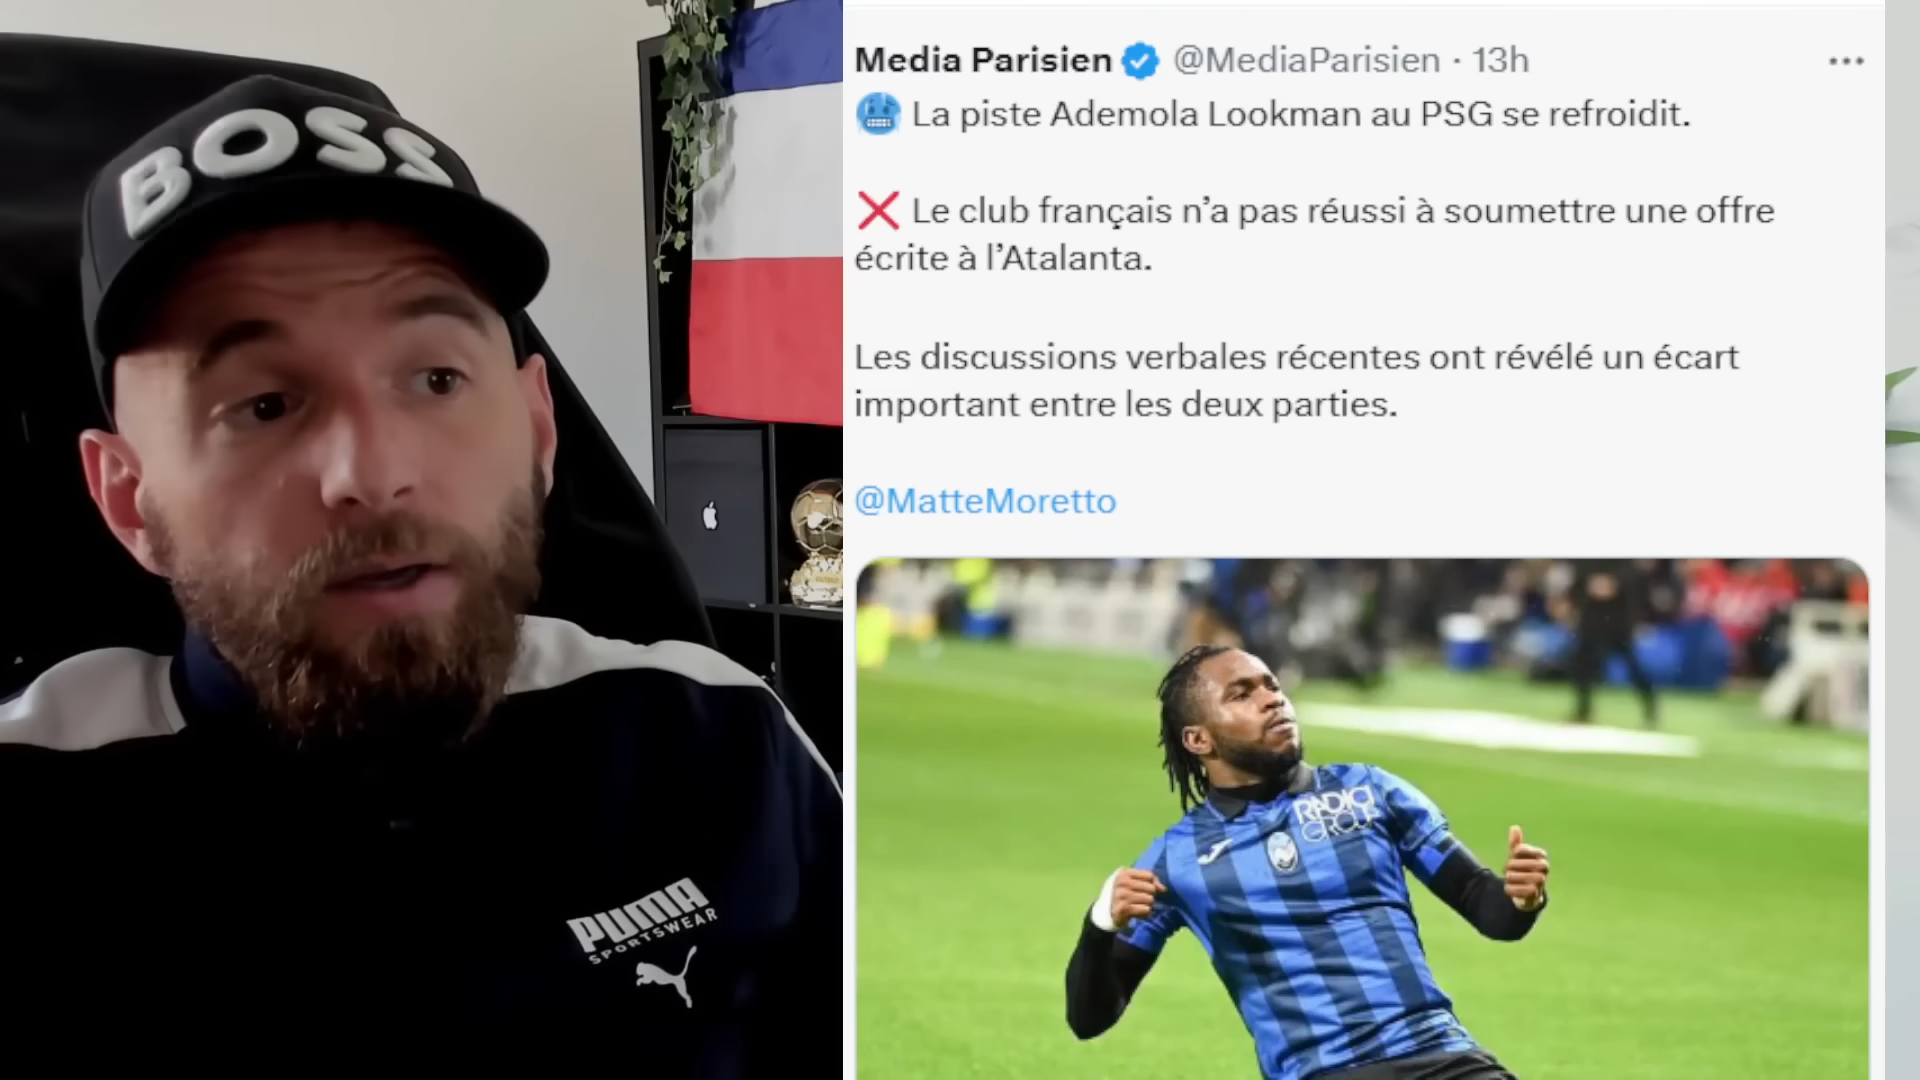 BOSS
PUMA
SPORTSWEAR
Media Parisien @MediaParisien · 13h
🥶 La piste Ademola Lookman au PSG se refroidit.
❌ Le club français n’a pas réussi à soumettre une offre
écrite à l’Atalanta.
Les discussions verbales récentes ont révélé un écart
important entre les deux parties.
@MatteMoretto
RADICI
GROUP